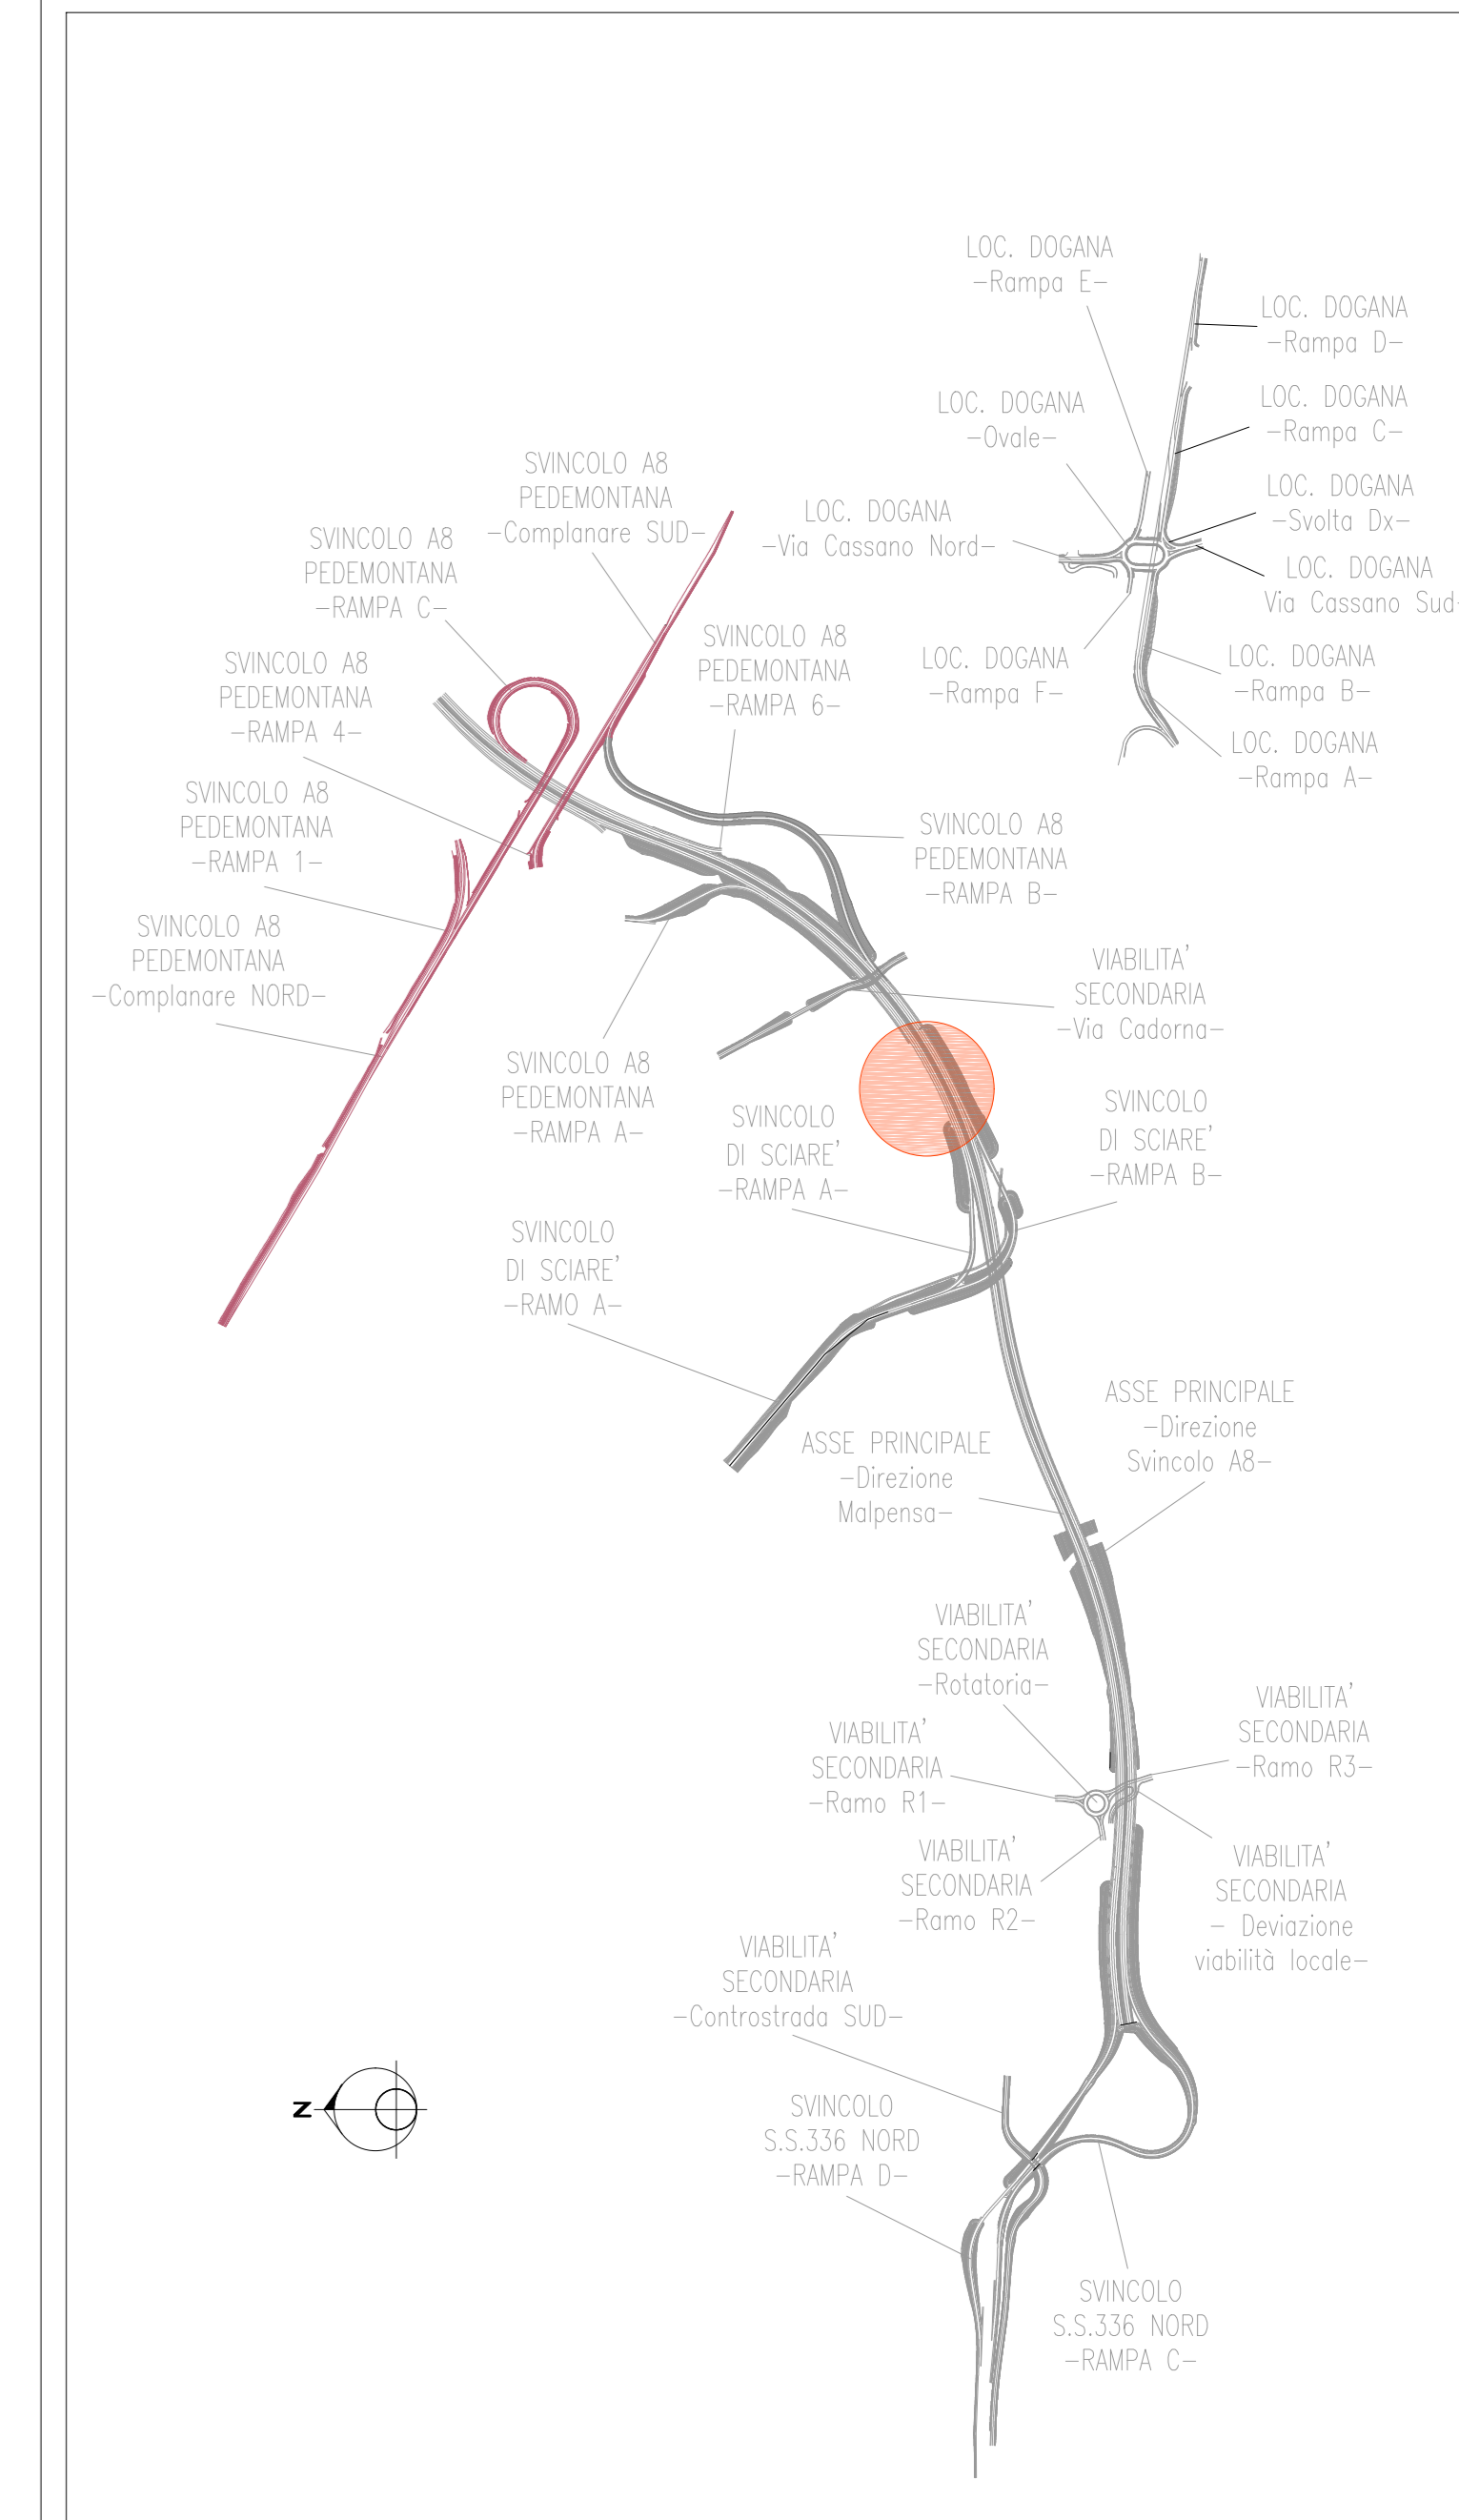 LOC. DOGANA
-Rampa E-
LOC. DOGANA
-Rampa D-
LOC. DOGANA
-Ovale-
LOC. DOGANA
-Rampa C-
SVINCOLO A8
PEDEMONTANA
-Complanare SUD-
LOC. DOGANA
-Via Cassano Nord-
LOC. DOGANA
-Svolta Dx-
SVINCOLO A8
PEDEMONTANA
-RAMPA C-
LOC. DOGANA
Via Cassano Sud-
SVINCOLO A8
PEDEMONTANA
-RAMPA 4-
SVINCOLO A8
PEDEMONTANA
-RAMPA 6-
LOC. DOGANA
-Rampa F-
LOC. DOGANA
-Rampa B-
LOC. DOGANA
-Rampa A-
SVINCOLO A8
PEDEMONTANA
-RAMPA 1-
SVINCOLO A8
PEDEMONTANA
-RAMPA B-
SVINCOLO A8
PEDEMONTANA
-Complanare NORD-
VIABILITA'
SECONDARIA
-Via Cadorna-
SVINCOLO A8
PEDEMONTANA
-RAMPA A-
SVINCOLO
DI SCIARE'
-RAMPA A-
SVINCOLO
DI SCIARE'
-RAMPA B-
SVINCOLO
DI SCIARE'
-RAMO A-
ASSE PRINCIPALE
-Direzione
Svincolo A8-
ASSE PRINCIPALE
-Direzione
Malpensa-
VIABILITA'
SECONDARIA
-Rotatoria-
VIABILITA'
SECONDARIA
-Ramo R3-
VIABILITA'
SECONDARIA
-Ramo R1-
VIABILITA'
SECONDARIA
-Ramo R2-
VIABILITA'
SECONDARIA
- Deviazione
viabilità locale-
VIABILITA'
SECONDARIA
-Controstrada SUD-
N
SVINCOLO
S.S.336 NORD
-RAMPA D-
SVINCOLO
S.S.336 NORD
-RAMPA C-